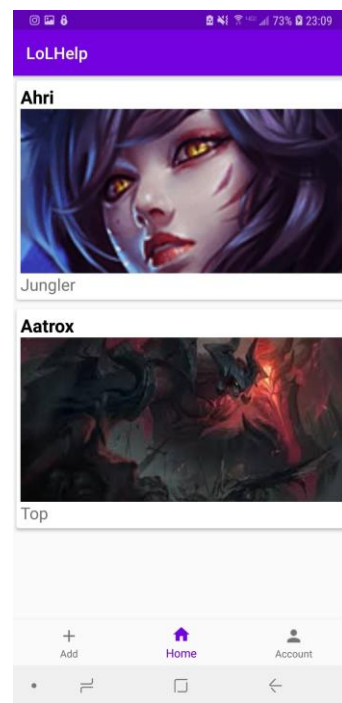 73% 23:09
LoLHelp
Ahri
Jungler
Aatrox
Top
Add
Home
Account